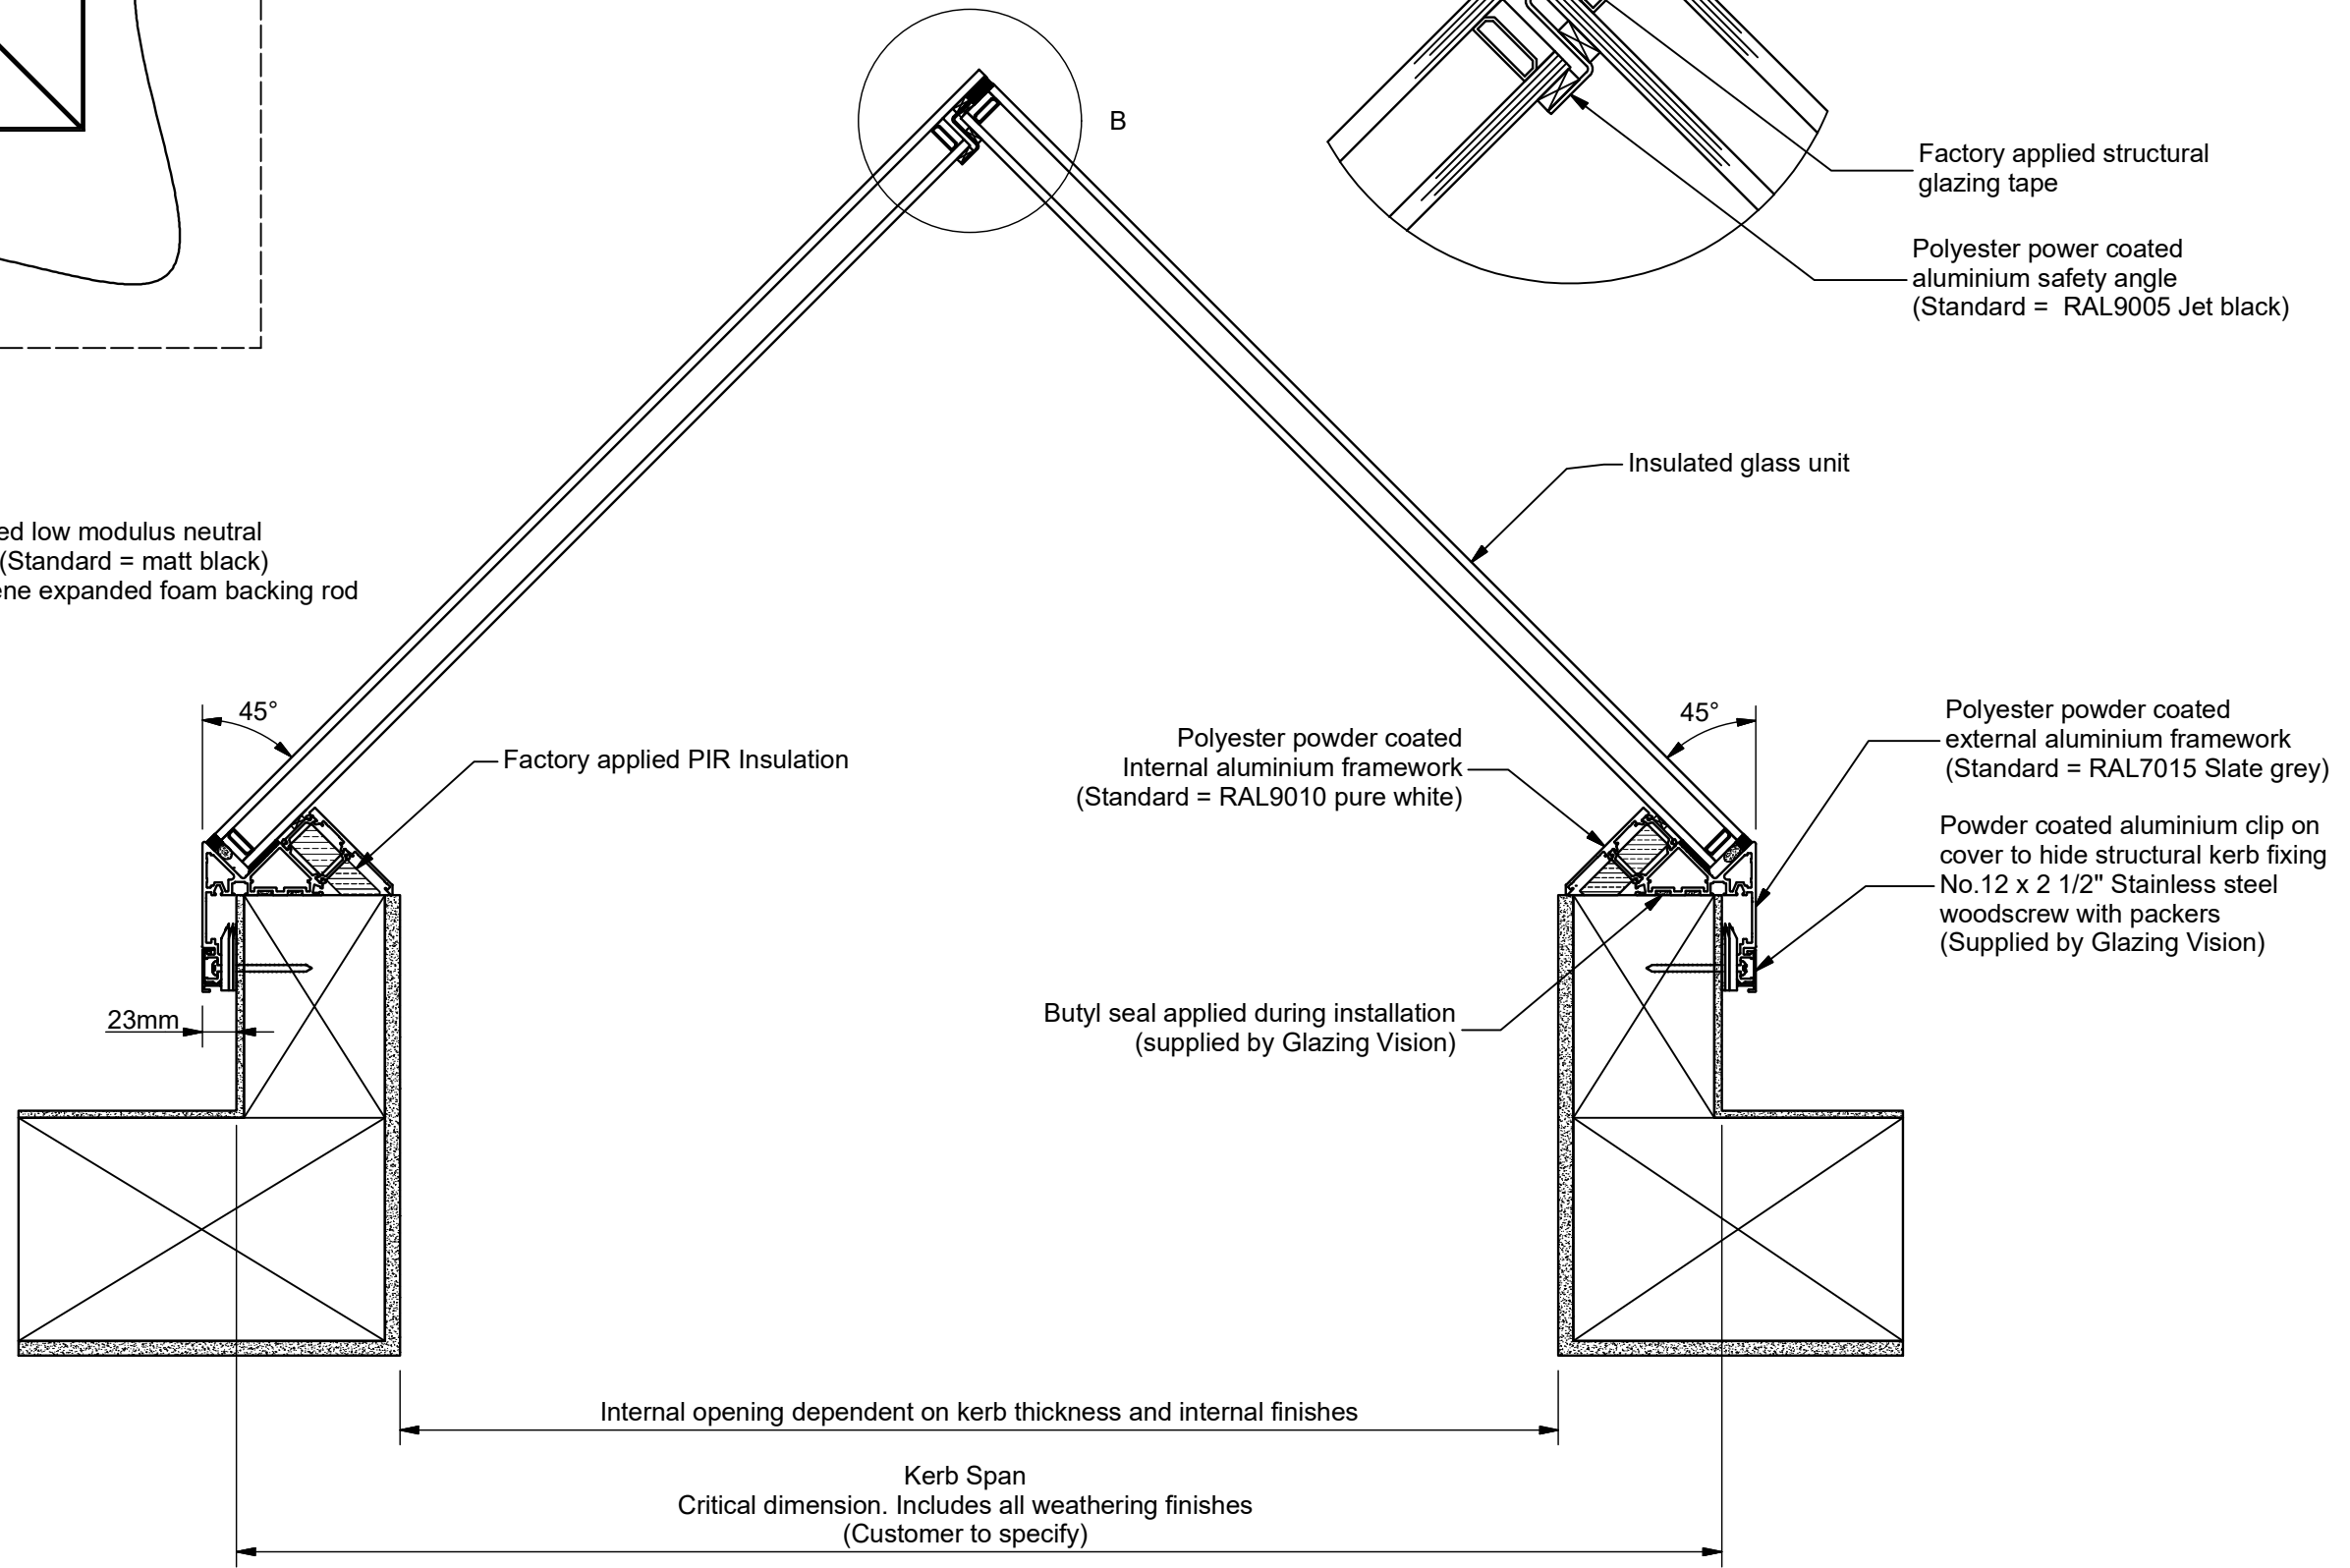 B
Factory applied structural
glazing tape
Polyester power coated
aluminium safety angle
(Standard = RAL9005 Jet black)
Insulated glass unit
low modulus neutral
(Standard = matt black)
expanded foam backing rod
45°
45°
Factory applied PIR Insulation
Polyester powder coated
Internal aluminium framework
(Standard = RAL9010 pure white)
Polyester powder coated
external aluminium framework
(Standard = RAL7015 Slate grey)
Powder coated aluminium clip on
cover to hide structural kerb fixing
No.12 x 2 1/2" Stainless steel
woodscrew with packers
(Supplied by Glazing Vision)
23mm
Butyl seal applied during installation
(supplied by Glazing Vision)
Internal opening dependent on kerb thickness and internal finishes
Kerb Span
Critical dimension. Includes all weathering finishes
(Customer to specify)